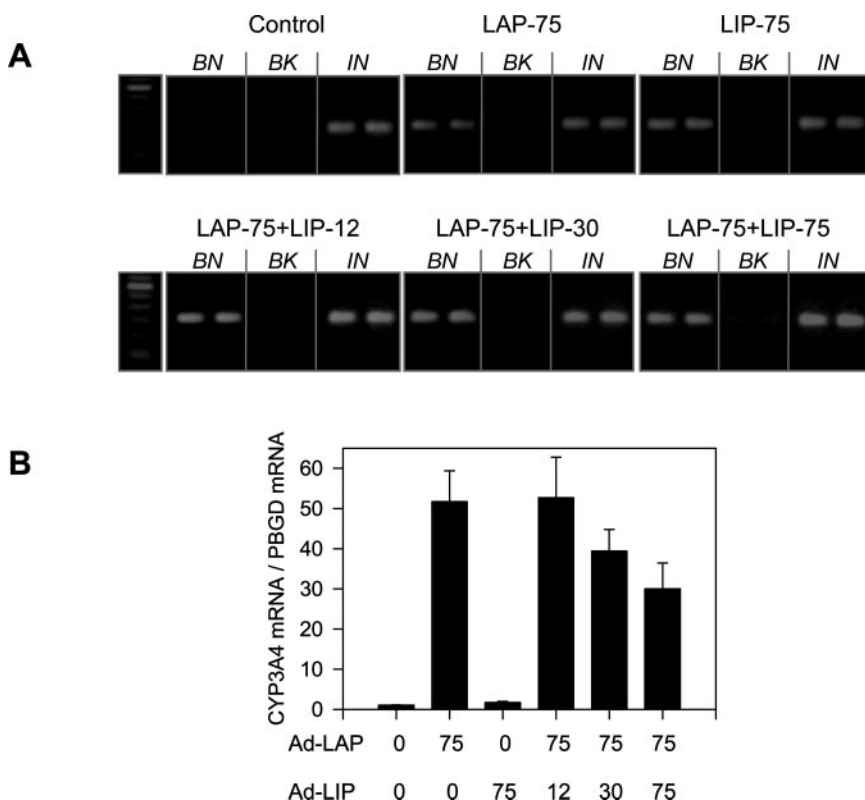 A
Control LAP-75 LIP-75
BN BK IN BN BK IN BN BK IN
LAP-75+LIP-12 LAP-75+LIP-30 LAP-75+LIP-75
BN BK IN BN BK IN BN BK IN
B
CYP3A4 mRNA / PBGD mRNA
60
50
40
30
20
10
0
Ad-LAP 0 75 0 75 75 75
Ad-LIP 0 0 75 12 30 75